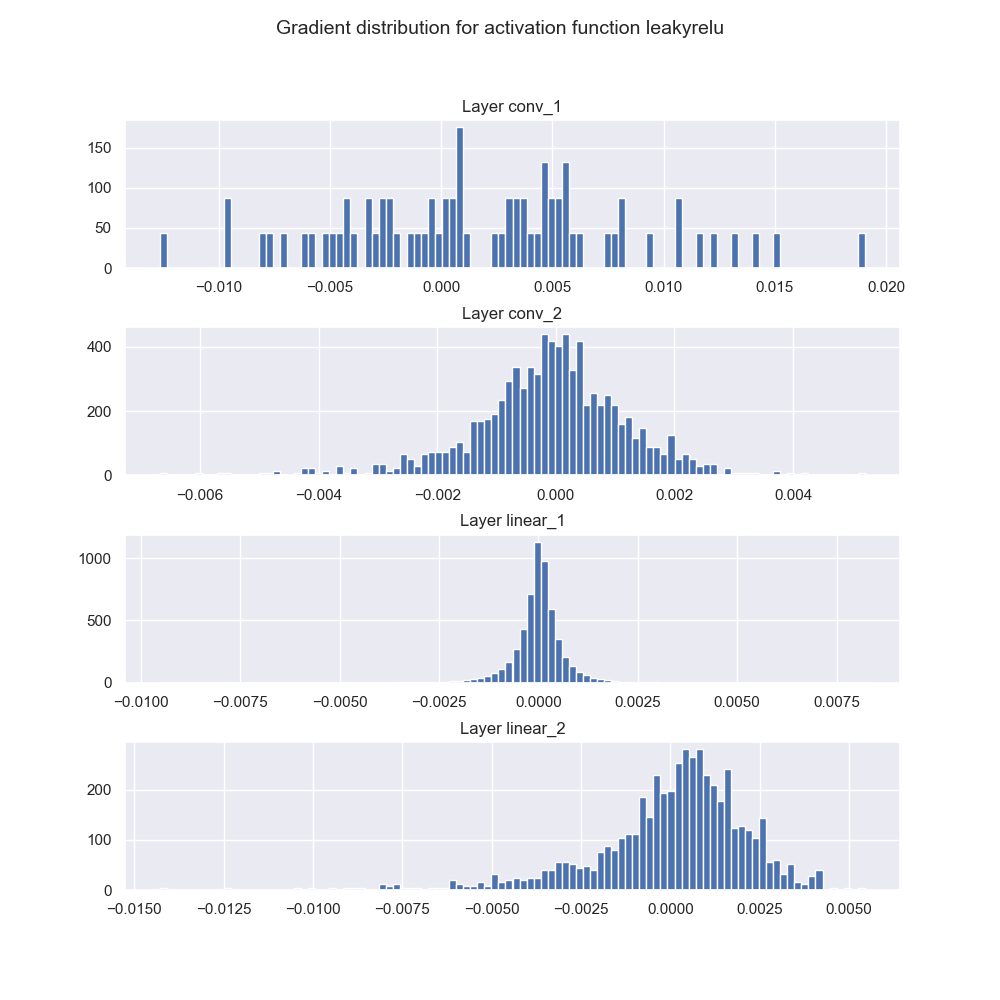 Gradient distribution for activation function leakyrelu
Layer conv_1
150
100
50
0
−0.010 −0.005 0.000 0.005 0.010 0.015 0.020
Layer conv_2
400
200
0
−0.006 −0.004 −0.002 0.000 0.002 0.004
Layer linear_1
1000
500
0
−0.0100 −0.0075 −0.0050 −0.0025 0.0000 0.0025 0.0050 0.0075
Layer linear_2
200
100
0
−0.0150 −0.0125 −0.0100 −0.0075 −0.0050 −0.0025 0.0000 0.0025 0.0050